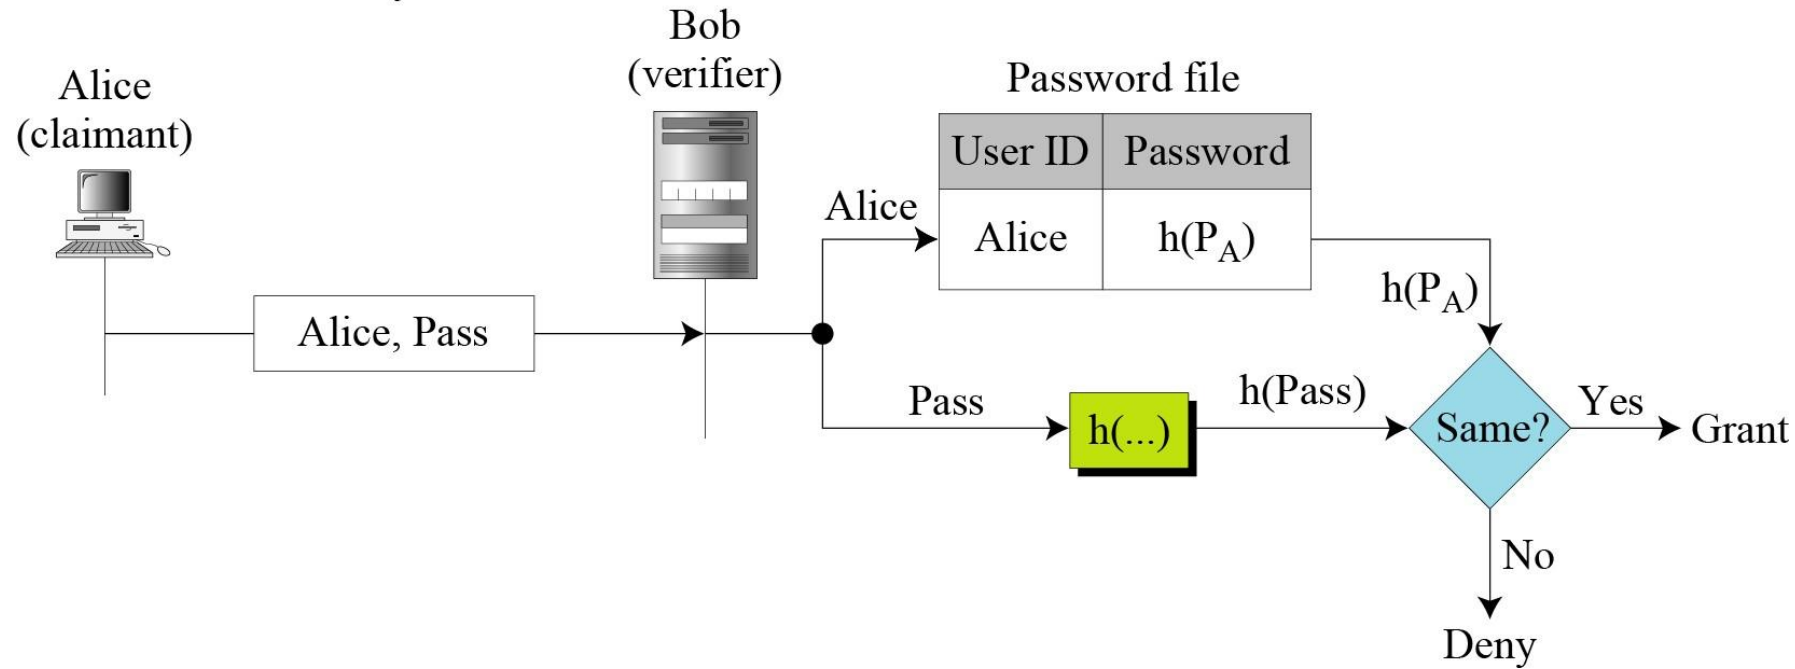 Bob
(verifier)
Alice
(claimant)
Password file
User ID
Password
Alice
Alice
h(P_A)
h(P_A)
Alice, Pass
Pass
h(...)
h(Pass)
Same?
Yes
Grant
No
Deny